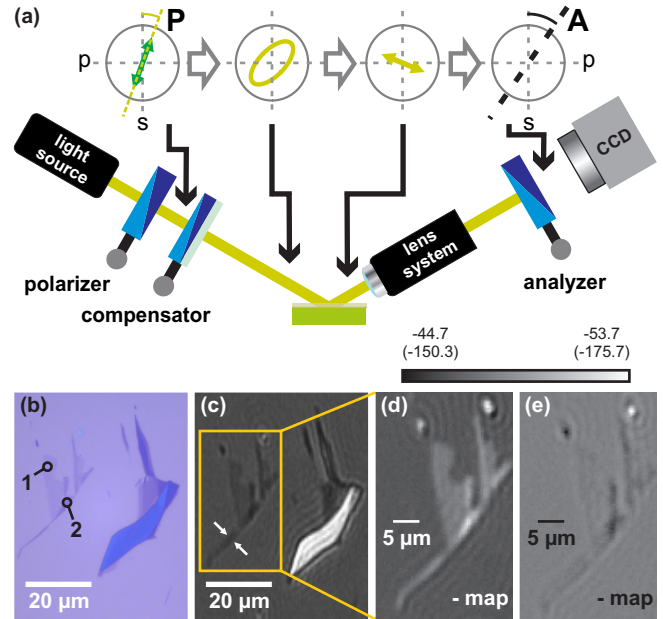 (a)
s
P
A
p
p
s
s
light
source
CCD
lens
system
polarizer
compensator
analyzer
-44.7
(-150.3)
-53.7
(-175.7)
(b)
(c)
(d)
(e)
1
2
5 µm
5 µm
20 µm
20 µm
- map
- map